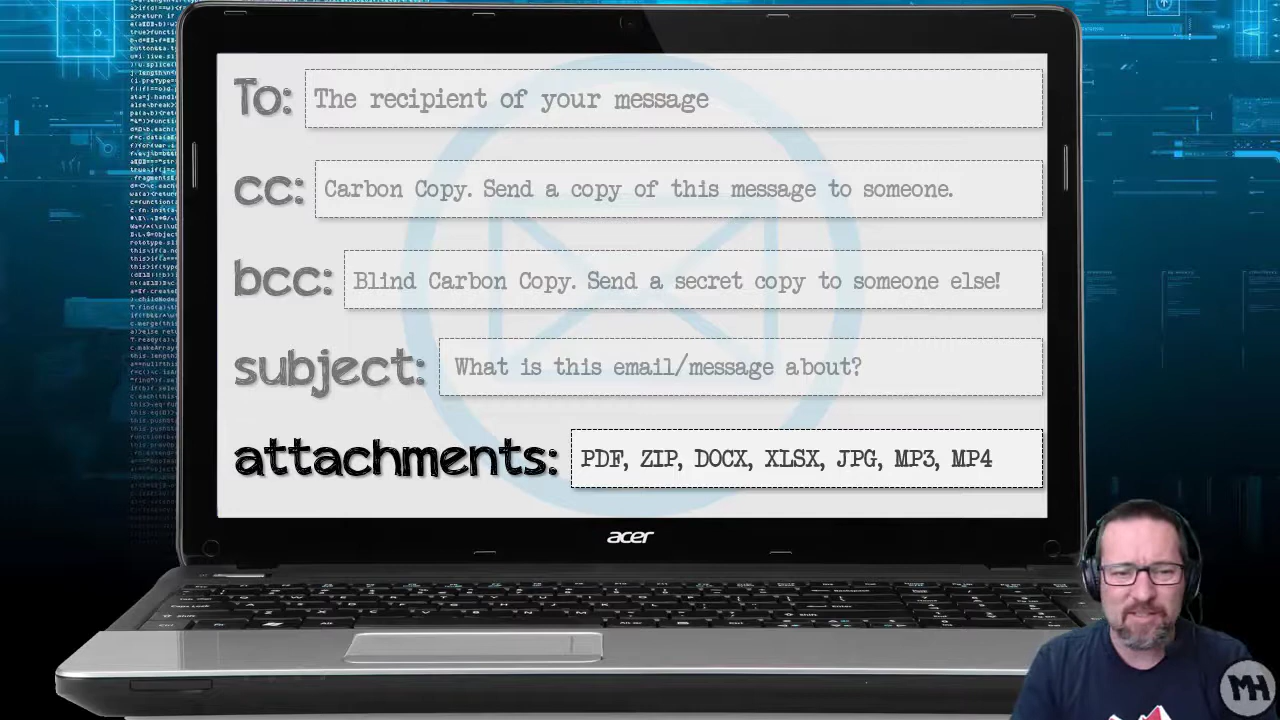 To: The recipient of your message
cc: Carbon Copy. Send a copy of this message to someone.
bcc: Blind Carbon Copy. Send a secret copy to someone else!
subject: What is this email/message about?
attachments: PDF, ZIP, DOCX, XLSX, JPG, MP3, MP4
acer
MH